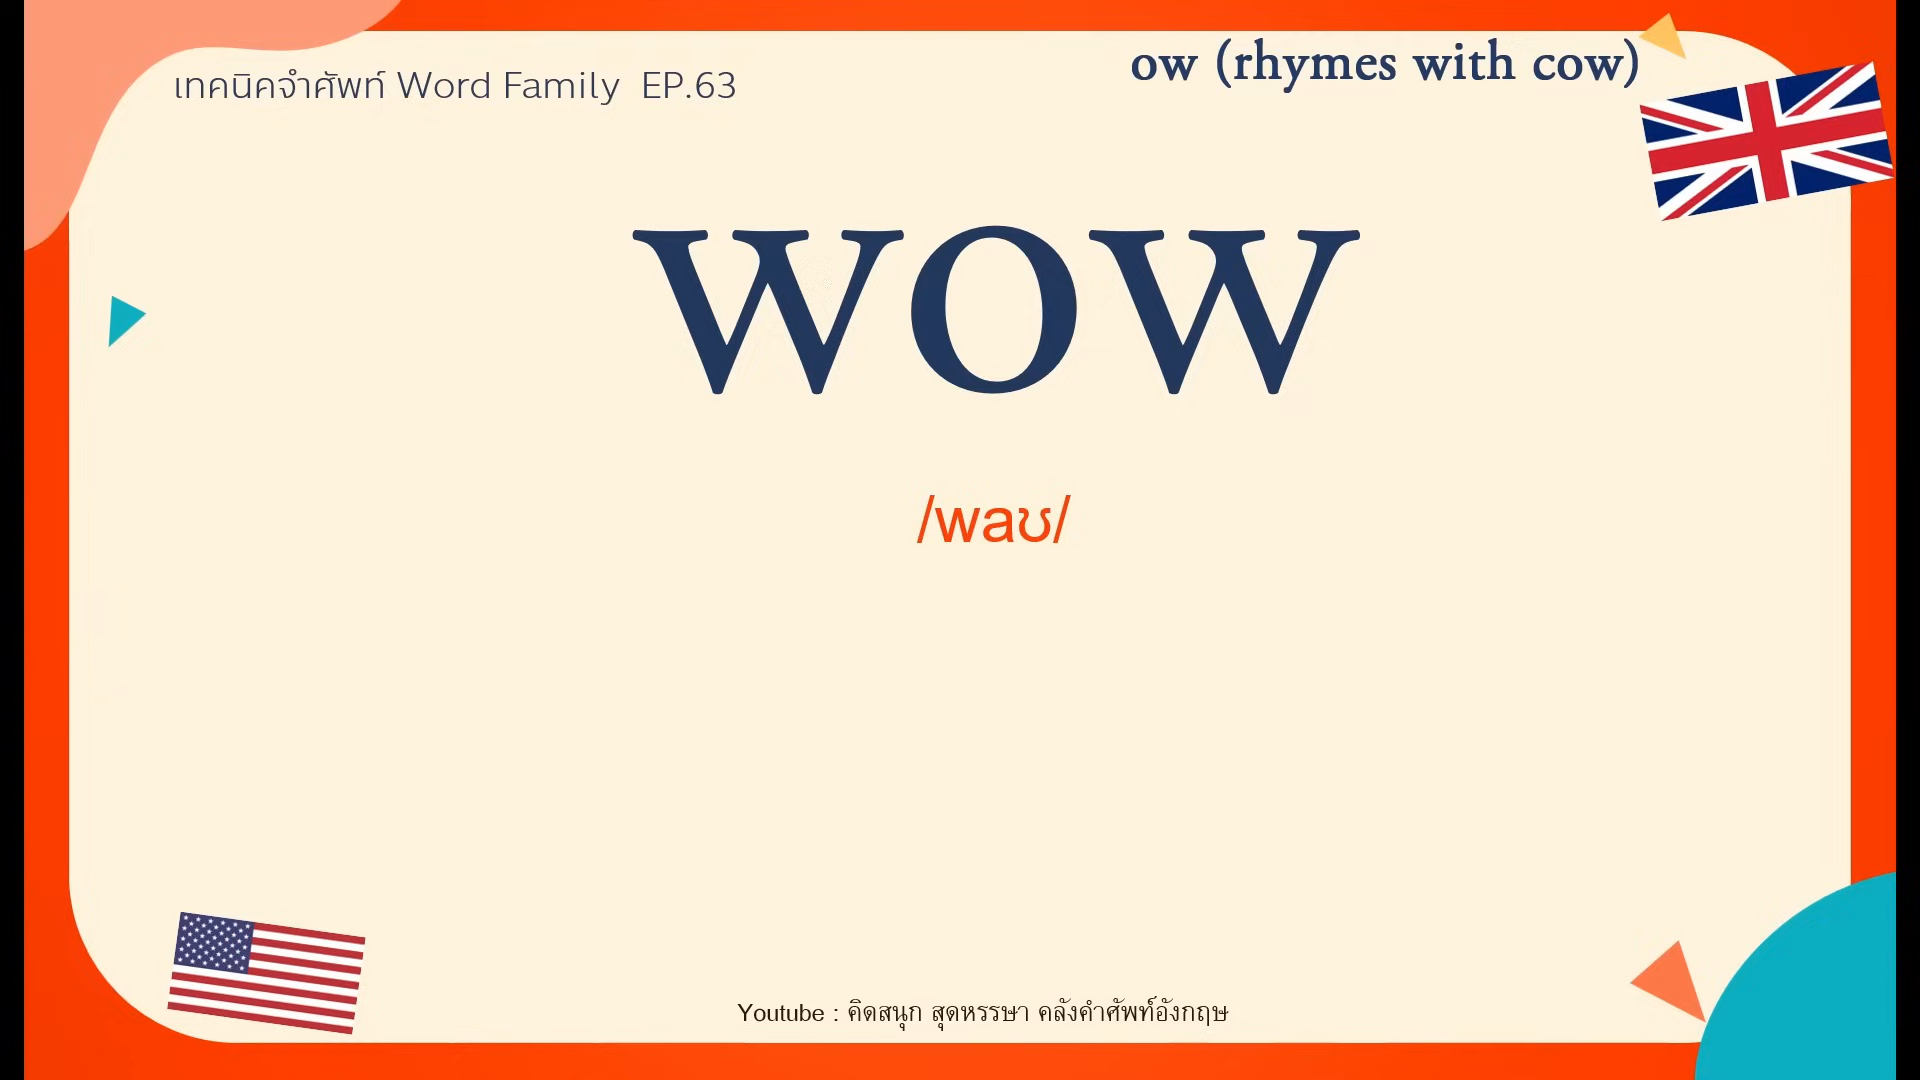 ow (rhymes with cow)
เทคนิคจำศัพท์ Word Family EP.63
wow
/waʊ/
Youtube : คิดสนุก สุดหรรษา คลังคำศัพท์อังกฤษ